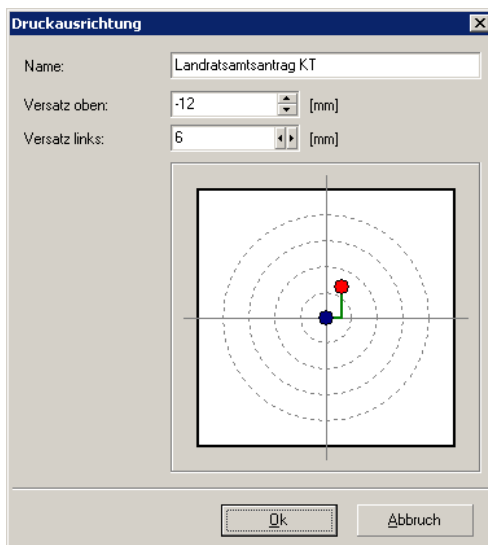 Druckausrichtung
Name: Landratsamtsantrag KT
Versatz oben: -12 [mm]
Versatz links: 6 [mm]
Ok Abbruch